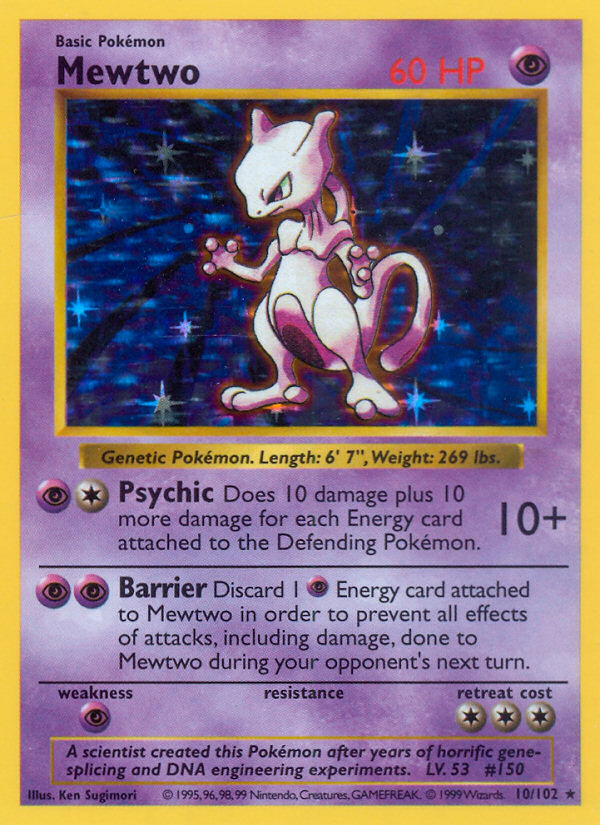 Basic Pokémon
Mewtwo
60 HP
Genetic Pokémon. Length: 6' 7", Weight: 269 lbs.
Psychic Does 10 damage plus 10
more damage for each Energy card
attached to the Defending Pokémon.
10+
Barrier Discard 1 Energy card attached
to Mewtwo in order to prevent all effects
of attacks, including damage, done to
Mewtwo during your opponent's next turn.
weakness
resistance
retreat cost
A scientist created this Pokémon after years of horrific gene-
splicing and DNA engineering experiments. LV. 53 #150
Illus. Ken Sugimori © 1995, 96, 98, 99 Nintendo, Creatures, GAMEFREAK. © 1999 Wizards. 10/102 ★